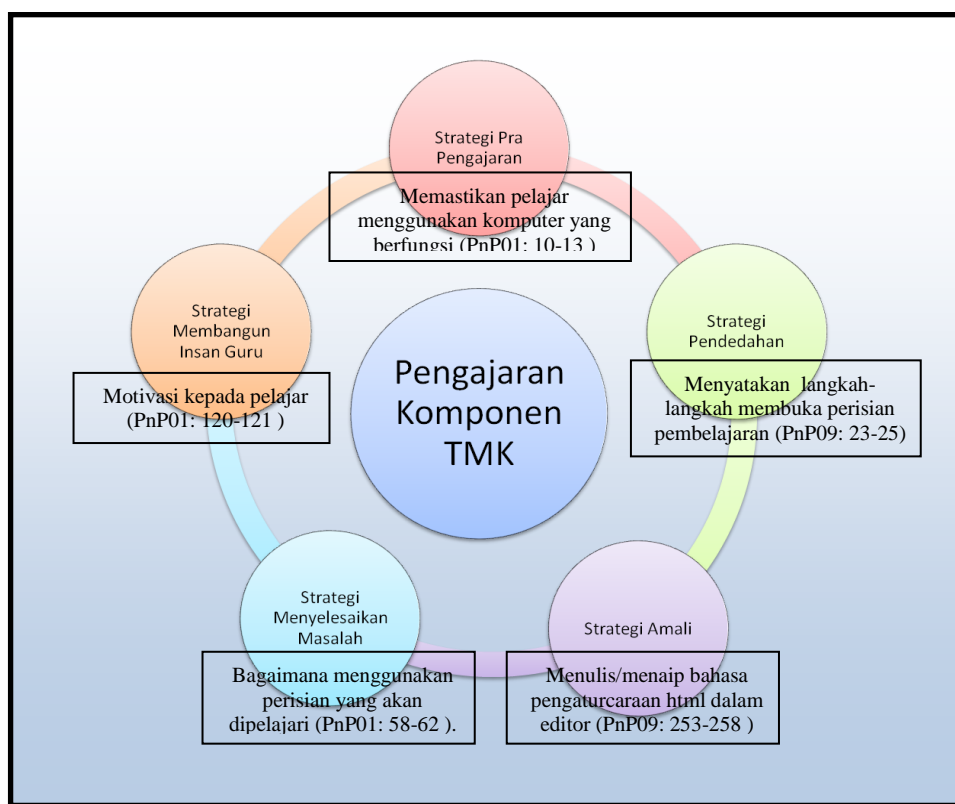 Strategi Pra
Pengajaran
Memastikan pelajar
menggunakan komputer yang
berfungsi (PnP01: 10-13 )
Strategi
Pendedahan
Menyatakan langkah-
langkah membuka perisian
pembelajaran (PnP09: 23-25)
Strategi Amali
Menulis/menaip bahasa
pengaturcaraan html dalam
editor (PnP09: 253-258 )
Strategi
Menyelesaikan
Masalah
Bagaimana menggunakan
perisian yang akan
dipelajari (PnP01: 58-62 ).
Strategi
Membangun
Insan Guru
Motivasi kepada pelajar
(PnP01: 120-121 )
Pengajaran
Komponen
TMK